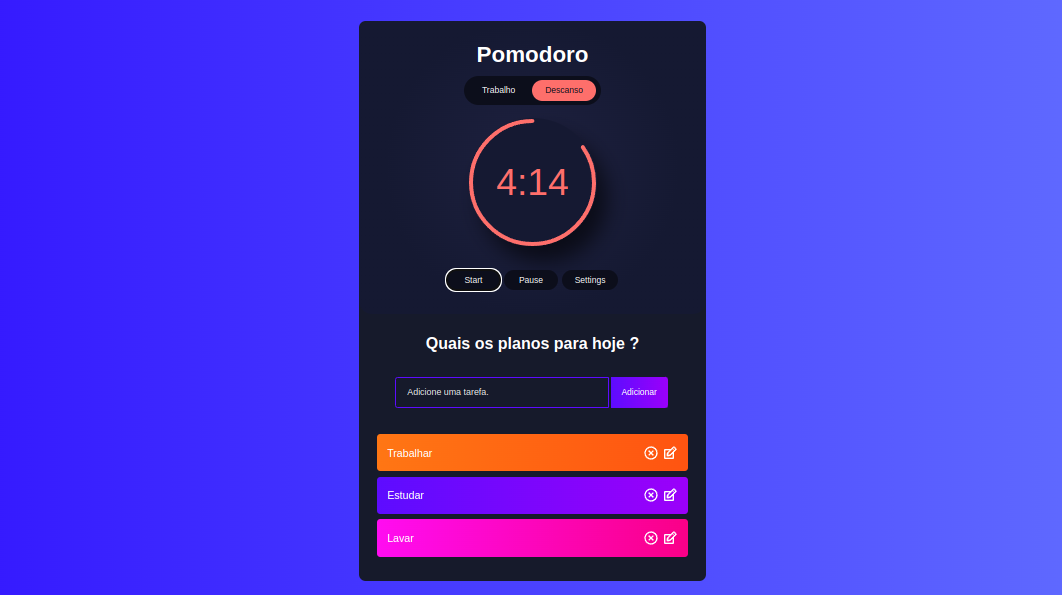 Pomodoro
Trabalho Descanso
4:14
Start Pause Settings
Quais os planos para hoje ?
Adicione uma tarefa. Adicionar
Trabalhar
Estudar
Lavar